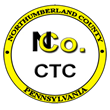 NORTHUMBERLAND COUNTY
NCo.
CTC
PENNSYLVANIA